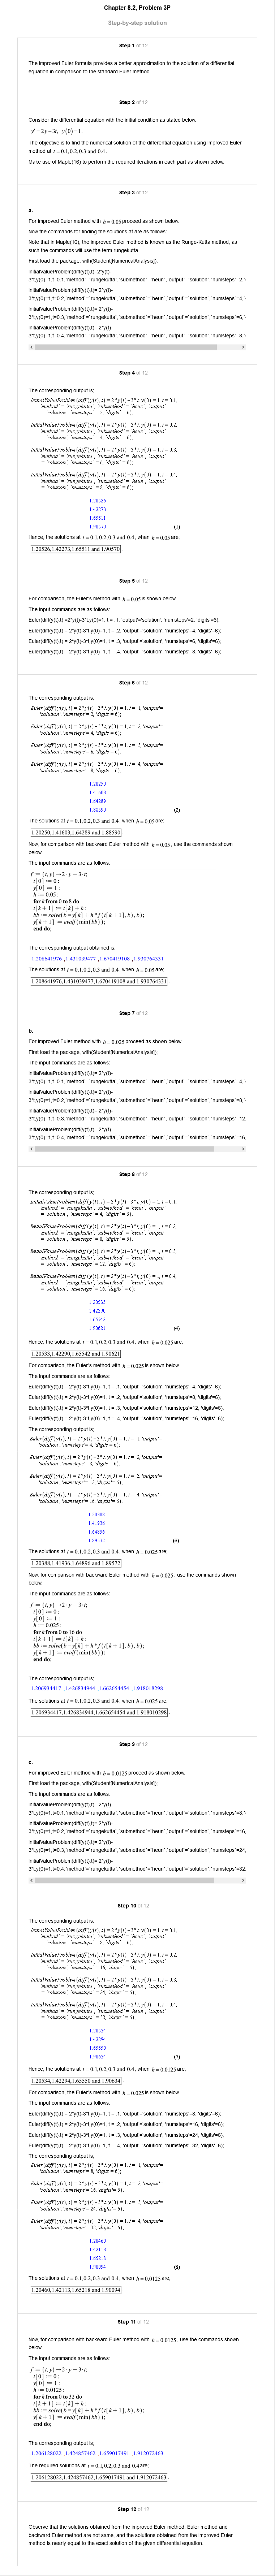 Chapter 8.2, Problem 3P
Step-by-step solution
Step 1 of 12
The improved Euler formula provides a better approximation to the solution of a differential
equation in comparison to the standard Euler method.
Step 2 of 12
Consider the differential equation with the initial condition as stated below.
y′ = 2y − 3t, y(0) = 1
The objective is to find the numerical solution of the differential equation using Improved Euler
method at t = 0.1, 0.2, 0.3 and 0.4.
Make use of Maple(16) to perform the required iterations in each part as shown below.
Step 3 of 12
a.
For improved Euler method with h = 0.05 proceed as shown below.
Now the commands for finding the solutions at are as follows:
Note that in Maple(16), the improved Euler method is known as the Runge-Kutta method, as
such the commands will use the term rungekutta.
First load the package, with(Student[NumericalAnalysis]);
InitialValueProblem(diff(y(t),t)=2*y(t)-
3*t,y(0)=1,t=0.1,'method'='rungekutta','submethod'='heun','output'='solution','numsteps'=2,'
InitialValueProblem(diff(y(t),t)= 2*y(t)-
3*t,y(0)=1,t=0.2,'method'='rungekutta','submethod'='heun','output'='solution','numsteps'=4,'
InitialValueProblem(diff(y(t),t)= 2*y(t)-
3*t,y(0)=1,t=0.3,'method'='rungekutta','submethod'='heun','output'='solution','numsteps'=6,'
InitialValueProblem(diff(y(t),t)= 2*y(t)-
3*t,y(0)=1,t=0.4,'method'='rungekutta','submethod'='heun','output'='solution','numsteps'=8,'
Step 4 of 12
The corresponding output is;
InitialValueProblem(diff(y(t), t) = 2*y(t)−3*t, y(0) = 1, t = 0.1,
'method' = 'rungekutta', 'submethod' = 'heun', 'output'
= 'solution', 'numsteps' = 2, 'digits' = 6);
InitialValueProblem(diff(y(t), t) = 2*y(t)−3*t, y(0) = 1, t = 0.2,
'method' = 'rungekutta', 'submethod' = 'heun', 'output'
= 'solution', 'numsteps' = 4, 'digits' = 6);
InitialValueProblem(diff(y(t), t) = 2*y(t)−3*t, y(0) = 1, t = 0.3,
'method' = 'rungekutta', 'submethod' = 'heun', 'output'
= 'solution', 'numsteps' = 6, 'digits' = 6);
InitialValueProblem(diff(y(t), t) = 2*y(t)−3*t, y(0) = 1, t = 0.4,
'method' = 'rungekutta', 'submethod' = 'heun', 'output'
= 'solution', 'numsteps' = 8, 'digits' = 6);
1.20526
1.42273
1.65511
1.90570 (1)
Hence, the solutions at t = 0.1, 0.2, 0.3 and 0.4, when h = 0.05 are;
1.20526,1.42273,1.65511 and 1.90570
Step 5 of 12
For comparison, the Euler's method with h = 0.05 is shown below.
The input commands are as follows:
Euler(diff(y(t),t) =2*y(t)-3*t,y(0)=1, t = .1, 'output'='solution', 'numsteps'=2, 'digits'=6);
Euler(diff(y(t),t) = 2*y(t)-3*t,y(0)=1, t = .2, 'output'='solution', 'numsteps'=4, 'digits'=6);
Euler(diff(y(t),t) = 2*y(t)-3*t,y(0)=1, t = .3, 'output'='solution', 'numsteps'=6, 'digits'=6);
Euler(diff(y(t),t) = 2*y(t)-3*t,y(0)=1, t = .4, 'output'='solution', 'numsteps'=8, 'digits'=6);
Step 6 of 12
The corresponding output is;
Euler(diff(y(t), t) = 2*y(t)−3*t, y(0) = 1, t = .1, 'output'=
'solution', 'numsteps'= 2, 'digits'= 6);
Euler(diff(y(t), t) = 2*y(t)−3*t, y(0) = 1, t = .2, 'output'=
'solution', 'numsteps'= 4, 'digits'= 6);
Euler(diff(y(t), t) = 2*y(t)−3*t, y(0) = 1, t = .3, 'output'=
'solution', 'numsteps'= 6, 'digits'= 6);
Euler(diff(y(t), t) = 2*y(t)−3*t, y(0) = 1, t = .4, 'output'=
'solution', 'numsteps'= 8, 'digits'= 6);
1.20250
1.41603
1.64289
1.88590 (2)
The solutions at t = 0.1, 0.2, 0.3 and 0.4, when h = 0.05 are;
1.20250,1.41603,1.64289 and 1.88590
Now, for comparison with backward Euler method with h = 0.05, use the commands shown
below.
The input commands are as follows:
f := (t, y) → 2·y − 3·t;
t[0] := 0 :
y[0] := 1 :
h := 0.05 :
for k from 0 to 8 do
t[k + 1] := t[k] + h :
bb := solve(b = y[k] + h*f(t[k + 1], b), b);
y[k + 1] := evalf(min(bb));
end do;
The corresponding output obtained is,
1.208641976 ,1.431039477 ,1.670419108 ,1.930764331
The solutions at t = 0.1, 0.2, 0.3 and 0.4, when h = 0.05 are;
1.208641976,1.431039477,1.670419108 and 1.930764331
Step 7 of 12
b.
For improved Euler method with h = 0.025 proceed as shown below.
First load the package, with(Student[NumericalAnalysis]);
The input commands are as follows:
InitialValueProblem(diff(y(t),t)= 2*y(t)-
3*t,y(0)=1,t=0.1,'method'='rungekutta','submethod'='heun','output'='solution','numsteps'=4,'
InitialValueProblem(diff(y(t),t)= 2*y(t)-
3*t,y(0)=1,t=0.2,'method'='rungekutta','submethod'='heun','output'='solution','numsteps'=8,'
InitialValueProblem(diff(y(t),t)= 2*y(t)-
3*t,y(0)=1,t=0.3,'method'='rungekutta','submethod'='heun','output'='solution','numsteps'=12,
InitialValueProblem(diff(y(t),t)= 2*y(t)-
3*t,y(0)=1,t=0.4,'method'='rungekutta','submethod'='heun','output'='solution','numsteps'=16,
Step 8 of 12
The corresponding output is;
InitialValueProblem(diff(y(t), t) = 2*y(t)−3*t, y(0) = 1, t = 0.1,
'method' = 'rungekutta', 'submethod' = 'heun', 'output'
= 'solution', 'numsteps' = 4, 'digits' = 6);
InitialValueProblem(diff(y(t), t) = 2*y(t)−3*t, y(0) = 1, t = 0.2,
'method' = 'rungekutta', 'submethod' = 'heun', 'output'
= 'solution', 'numsteps' = 8, 'digits' = 6);
InitialValueProblem(diff(y(t), t) = 2*y(t)−3*t, y(0) = 1, t = 0.3,
'method' = 'rungekutta', 'submethod' = 'heun', 'output'
= 'solution', 'numsteps' = 12, 'digits' = 6);
InitialValueProblem(diff(y(t), t) = 2*y(t)−3*t, y(0) = 1, t = 0.4,
'method' = 'rungekutta', 'submethod' = 'heun', 'output'
= 'solution', 'numsteps' = 16, 'digits' = 6);
1.20533
1.42290
1.65542
1.90621 (4)
Hence, the solutions at t = 0.1, 0.2, 0.3 and 0.4, when h = 0.025 are;
1.20533,1.42290,1.65542 and 1.90621
For comparison, the Euler's method with h = 0.025 is shown below.
The input commands are as follows:
Euler(diff(y(t),t) = 2*y(t)-3*t,y(0)=1, t = .1, 'output'='solution', 'numsteps'=4, 'digits'=6);
Euler(diff(y(t),t) = 2*y(t)-3*t,y(0)=1, t = .2, 'output'='solution', 'numsteps'=8, 'digits'=6);
Euler(diff(y(t),t) = 2*y(t)-3*t,y(0)=1, t = .3, 'output'='solution', 'numsteps'=12, 'digits'=6);
Euler(diff(y(t),t) = 2*y(t)-3*t,y(0)=1, t = .4, 'output'='solution', 'numsteps'=16, 'digits'=6);
The corresponding output is;
Euler(diff(y(t), t) = 2*y(t)−3*t, y(0) = 1, t = .1, 'output'=
'solution', 'numsteps'= 4, 'digits'= 6);
Euler(diff(y(t), t) = 2*y(t)−3*t, y(0) = 1, t = .2, 'output'=
'solution', 'numsteps'= 8, 'digits'= 6);
Euler(diff(y(t), t) = 2*y(t)−3*t, y(0) = 1, t = .3, 'output'=
'solution', 'numsteps'= 12, 'digits'= 6);
Euler(diff(y(t), t) = 2*y(t)−3*t, y(0) = 1, t = .4, 'output'=
'solution', 'numsteps'= 16, 'digits'= 6);
1.20388
1.41936
1.64896
1.89572 (5)
The solutions at t = 0.1, 0.2, 0.3 and 0.4, when h = 0.025 are;
1.20388,1.41936,1.64896 and 1.89572
Now, for comparison with backward Euler method with h = 0.025, use the commands shown
below.
The input commands are as follows:
f := (t, y) → 2·y − 3·t;
t[0] := 0 :
y[0] := 1 :
h := 0.025 :
for k from 0 to 16 do
t[k + 1] := t[k] + h :
bb := solve(b = y[k] + h*f(t[k + 1], b), b);
y[k + 1] := evalf(min(bb));
end do;
The corresponding output is;
1.206934417 ,1.426834944 ,1.662654454 ,1.918018298
The solutions at t = 0.1, 0.2, 0.3 and 0.4, when h = 0.025 are;
1.206934417,1.426834944,1.662654454 and 1.918010298
Step 9 of 12
c.
For improved Euler method with h = 0.0125 proceed as shown below.
First load the package, with(Student[NumericalAnalysis]);
The input commands are as follows:
InitialValueProblem(diff(y(t),t)= 2*y(t)-
3*t,y(0)=1,t=0.1,'method'='rungekutta','submethod'='heun','output'='solution','numsteps'=8,'
InitialValueProblem(diff(y(t),t)= 2*y(t)-
3*t,y(0)=1,t=0.2,'method'='rungekutta','submethod'='heun','output'='solution','numsteps'=16,
InitialValueProblem(diff(y(t),t)= 2*y(t)-
3*t,y(0)=1,t=0.3,'method'='rungekutta','submethod'='heun','output'='solution','numsteps'=24,
InitialValueProblem(diff(y(t),t)= 2*y(t)-
3*t,y(0)=1,t=0.4,'method'='rungekutta','submethod'='heun','output'='solution','numsteps'=32,
Step 10 of 12
The corresponding output is;
InitialValueProblem(diff(y(t), t) = 2*y(t)−3*t, y(0) = 1, t = 0.1,
'method' = 'rungekutta', 'submethod' = 'heun', 'output'
= 'solution', 'numsteps' = 8, 'digits' = 6);
InitialValueProblem(diff(y(t), t) = 2*y(t)−3*t, y(0) = 1, t = 0.2,
'method' = 'rungekutta', 'submethod' = 'heun', 'output'
= 'solution', 'numsteps' = 16, 'digits' = 6);
InitialValueProblem(diff(y(t), t) = 2*y(t)−3*t, y(0) = 1, t = 0.3,
'method' = 'rungekutta', 'submethod' = 'heun', 'output'
= 'solution', 'numsteps' = 24, 'digits' = 6);
InitialValueProblem(diff(y(t), t) = 2*y(t)−3*t, y(0) = 1, t = 0.4,
'method' = 'rungekutta', 'submethod' = 'heun', 'output'
= 'solution', 'numsteps' = 32, 'digits' = 6);
1.20534
1.42294
1.65550
1.90634 (7)
Hence, the solutions at t = 0.1, 0.2, 0.3 and 0.4, when h = 0.0125 are;
1.20534,1.42294,1.65550 and 1.90634
For comparison, the Euler's method with h = 0.025 is shown below.
The input commands are as follows:
Euler(diff(y(t),t) = 2*y(t)-3*t,y(0)=1, t = .1, 'output'='solution', 'numsteps'=8, 'digits'=6);
Euler(diff(y(t),t) = 2*y(t)-3*t,y(0)=1, t = .2, 'output'='solution', 'numsteps'=16, 'digits'=6);
Euler(diff(y(t),t) = 2*y(t)-3*t,y(0)=1, t = .3, 'output'='solution', 'numsteps'=24, 'digits'=6);
Euler(diff(y(t),t) = 2*y(t)-3*t,y(0)=1, t = .4, 'output'='solution', 'numsteps'=32, 'digits'=6);
The corresponding output is;
Euler(diff(y(t), t) = 2*y(t)−3*t, y(0) = 1, t = .1, 'output'=
'solution', 'numsteps'= 8, 'digits'= 6);
Euler(diff(y(t), t) = 2*y(t)−3*t, y(0) = 1, t = .2, 'output'=
'solution', 'numsteps'= 16, 'digits'= 6);
Euler(diff(y(t), t) = 2*y(t)−3*t, y(0) = 1, t = .3, 'output'=
'solution', 'numsteps'= 24, 'digits'= 6);
Euler(diff(y(t), t) = 2*y(t)−3*t, y(0) = 1, t = .4, 'output'=
'solution', 'numsteps'= 32, 'digits'= 6);
1.20460
1.42113
1.65218
1.90094 (8)
The solutions at t = 0.1, 0.2, 0.3 and 0.4, when h = 0.0125 are;
1.20460,1.42113,1.65218 and 1.90094
Step 11 of 12
Now, for comparison with backward Euler method with h = 0.0125, use the commands shown
below.
The input commands are as follows:
f := (t, y) → 2·y − 3·t;
t[0] := 0 :
y[0] := 1 :
h := 0.0125 :
for k from 0 to 32 do
t[k + 1] := t[k] + h :
bb := solve(b = y[k] + h*f(t[k + 1], b), b);
y[k + 1] := evalf(min(bb));
end do;
The corresponding output is;
1.206128022 ,1.424857462 ,1.659017491 ,1.912072463
The required solutions at t = 0.1, 0.2, 0.3 and 0.4 are;
1.206128022,1.424857462,1.659017491 and 1.912072463
Step 12 of 12
Observe that the solutions obtained from the improved Euler method, Euler method and
backward Euler method are not same, and the solutions obtained from the improved Euler
method is nearly equal to the exact solution of the given differential equation.